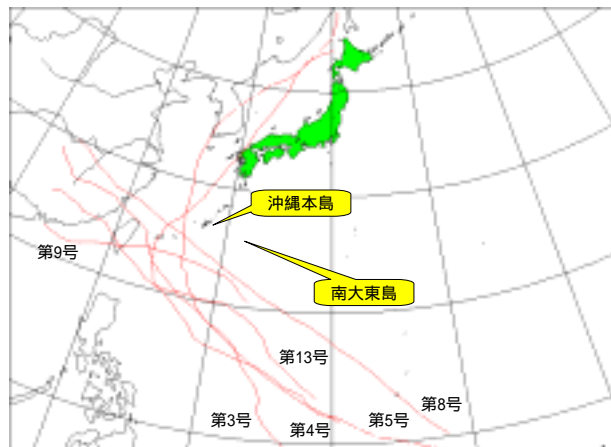 沖縄本島
第9号
南大東島
第13号
第8号
第3号
第4号
第5号